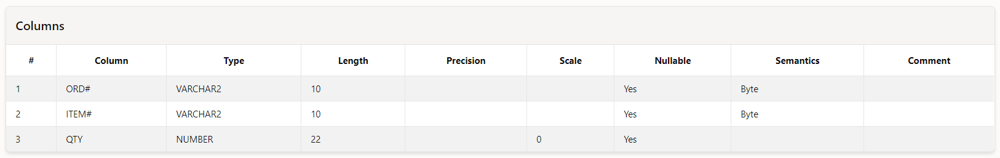 Columns
# Column Type Length Precision Scale Nullable Semantics Comment
1 ORD# VARCHAR2 10 Yes Byte
2 ITEM# VARCHAR2 10 Yes Byte
3 QTY NUMBER 22 0 Yes